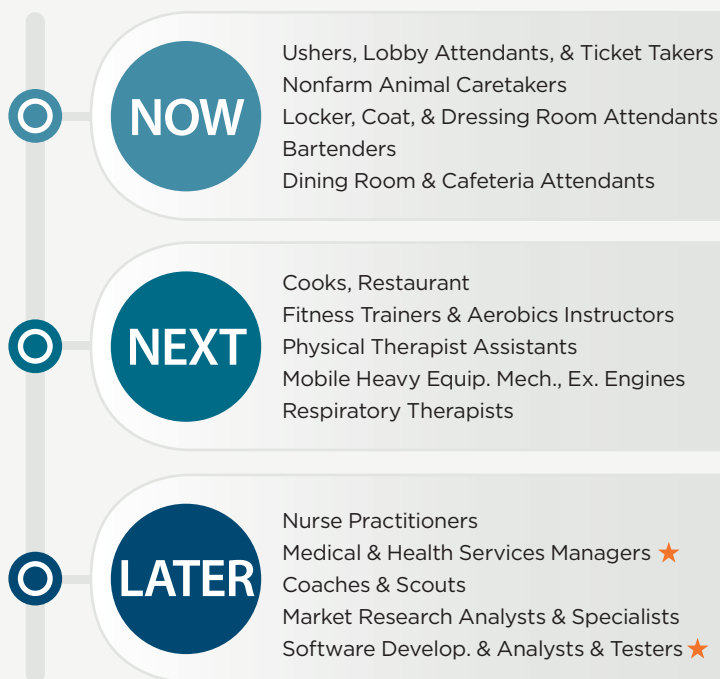 NOW
Ushers, Lobby Attendants, & Ticket Takers
Nonfarm Animal Caretakers
Locker, Coat, & Dressing Room Attendants
Bartenders
Dining Room & Cafeteria Attendants
NEXT
Cooks, Restaurant
Fitness Trainers & Aerobics Instructors
Physical Therapist Assistants
Mobile Heavy Equip. Mech., Ex. Engines
Respiratory Therapists
LATER
Nurse Practitioners
Medical & Health Services Managers ★
Coaches & Scouts
Market Research Analysts & Specialists
Software Develop. & Analysts & Testers ★